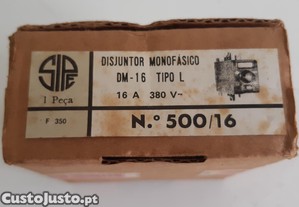 SIPE
1 Peça
F 350
DISJUNTOR MONOFÁSICO
DM-16 TIPO L
16 A 380 V~
N.º 500/16
CustoJusto.pt